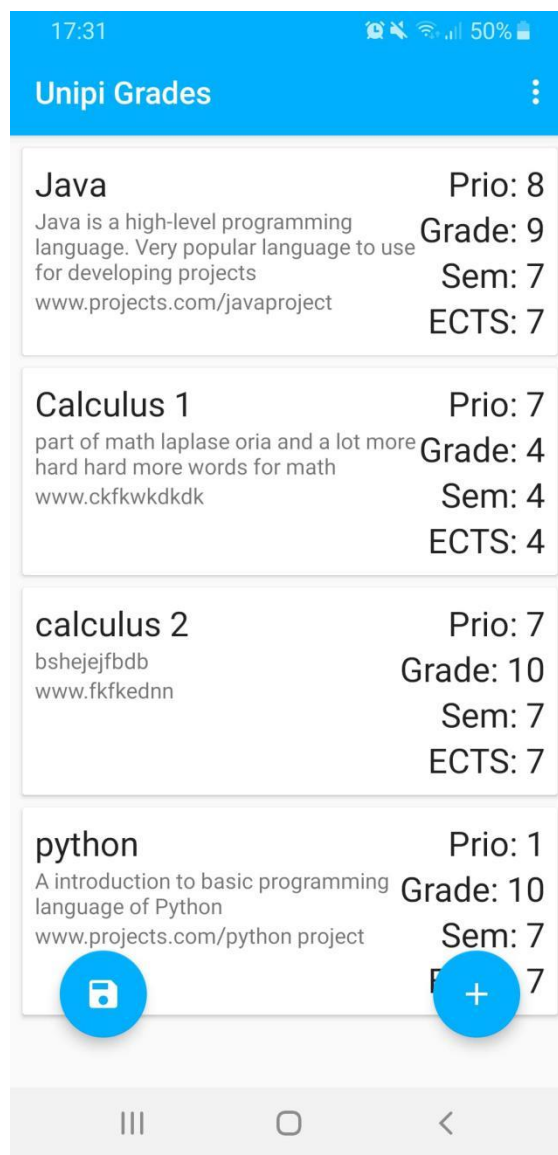 17:31 50%
Unipi Grades
Java
Prio: 8
Java is a high-level programming
language. Very popular language to use
for developing projects
www.projects.com/javaproject
Grade: 9
Sem: 7
ECTS: 7
Calculus 1
Prio: 7
part of math laplase oria and a lot more
hard hard more words for math
www.ckfkwkdkdk
Grade: 4
Sem: 4
ECTS: 4
calculus 2
Prio: 7
bshejejfbdb
www.fkfkednn
Grade: 10
Sem: 7
ECTS: 7
python
Prio: 1
A introduction to basic programming
language of Python
www.projects.com/python project
Grade: 10
Sem: 7
7